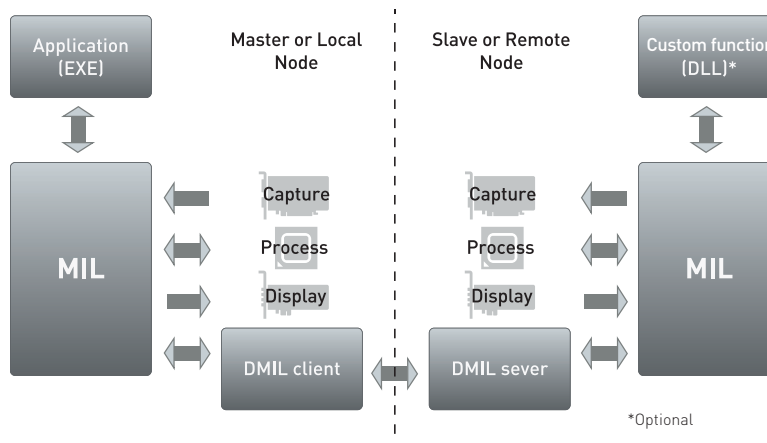 Application
(EXE)
Master or Local
Node
Slave or Remote
Node
Custom function
(DLL)*
MIL
Capture
Process
Display
DMIL client
Capture
Process
Display
DMIL sever
MIL
*Optional